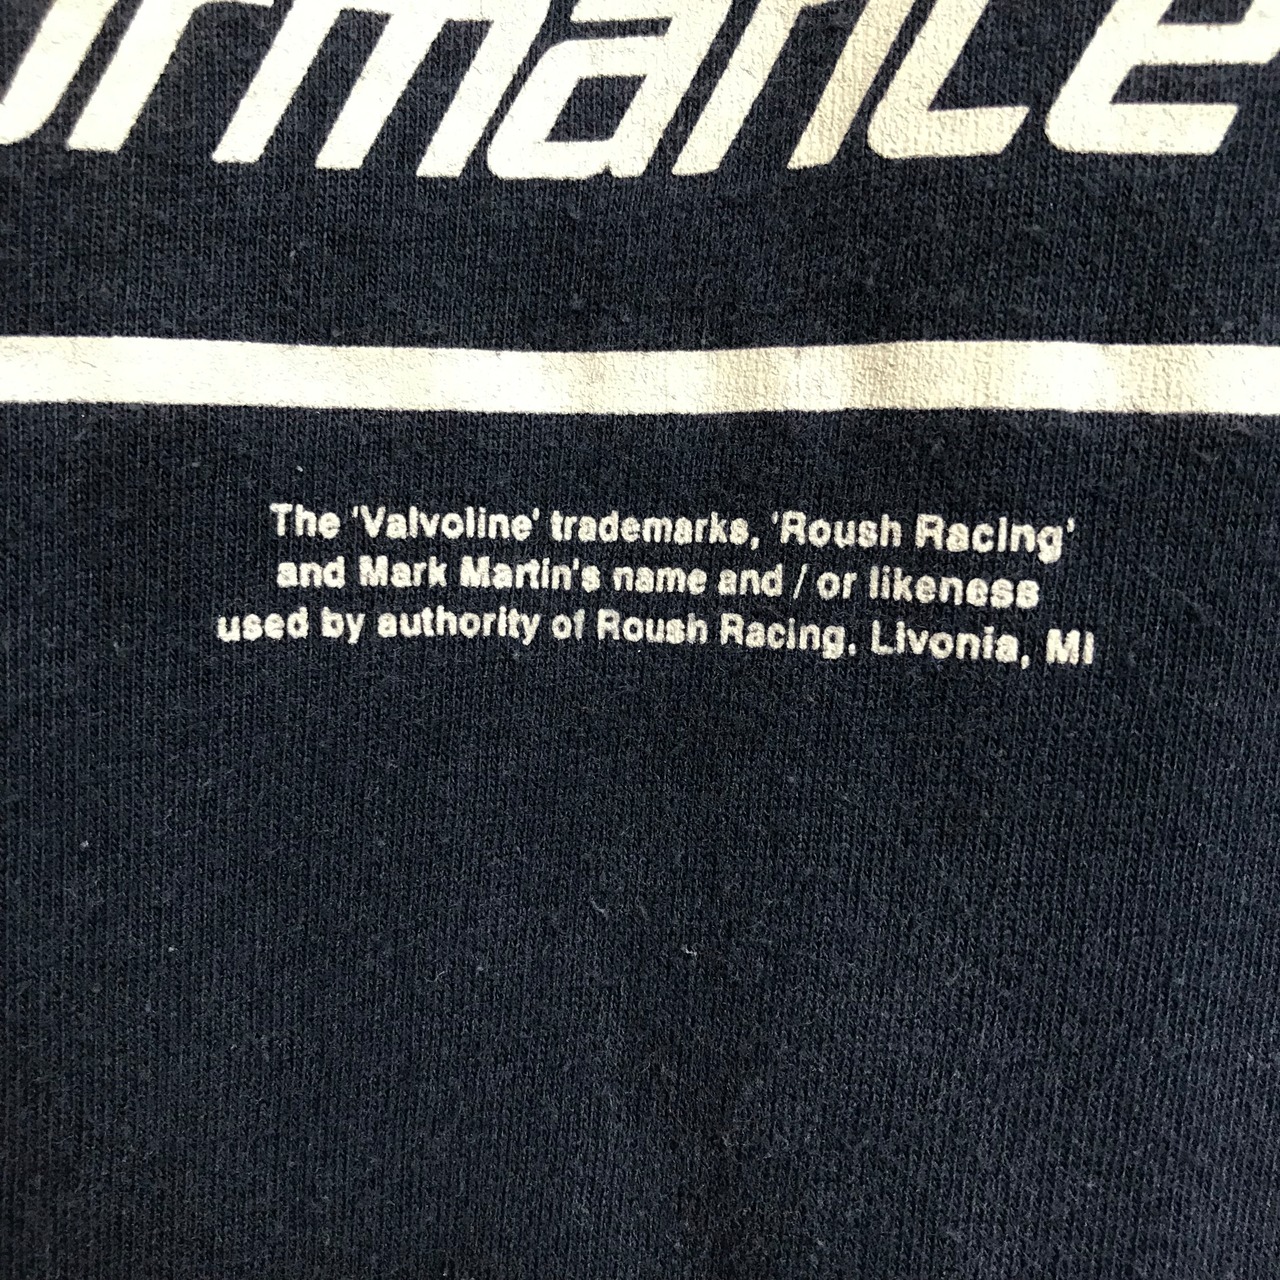 ormance
The 'Valvoline' trademarks, 'Roush Racing'
and Mark Martin's name and / or likeness
used by authority of Roush Racing, Livonia, MI